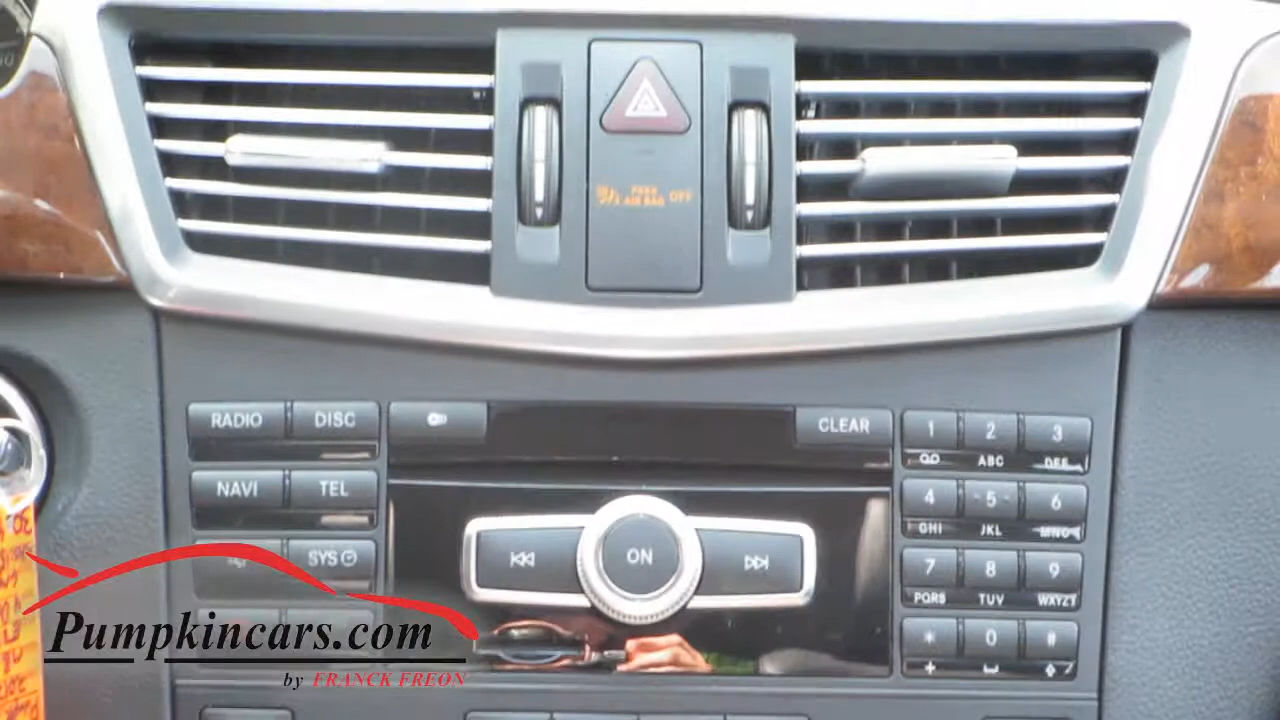 PASS AIR BAG OFF
RADIO DISC CLEAR 1 2 3
ABC DEF
NAVI TEL 4 - 5 - 6
GHI JKL MNO
SYS ON 7 8 9
PQRS TUV WXYZ
* 0 #
+
Pumpkincars.com
by FRANCK FREON